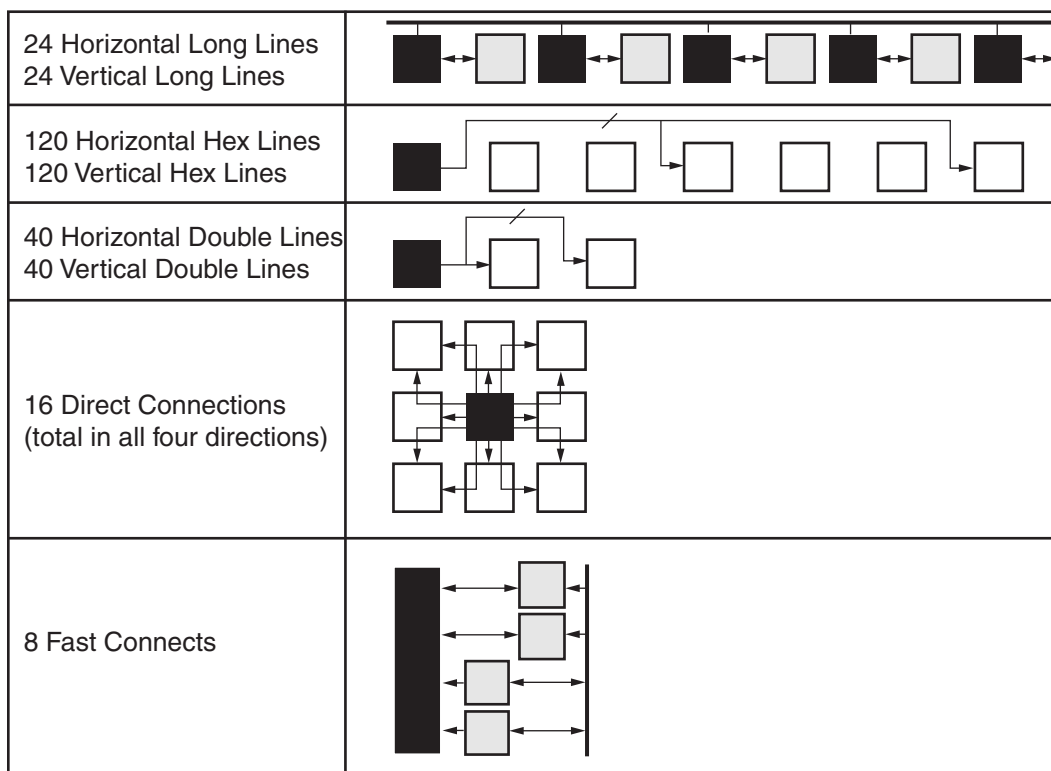 24 Horizontal Long Lines
24 Vertical Long Lines
120 Horizontal Hex Lines
120 Vertical Hex Lines
40 Horizontal Double Lines
40 Vertical Double Lines
16 Direct Connections
(total in all four directions)
8 Fast Connects